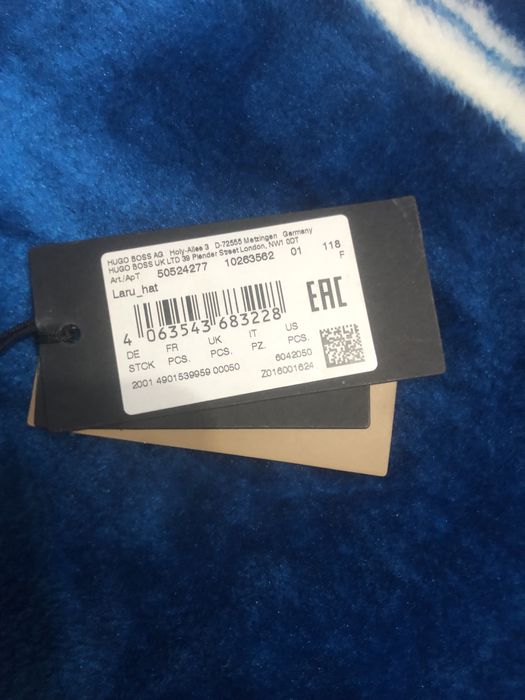 HUGO BOSS AG Holy-Allee 3 D-72555 Metzingen Germany
HUGO BOSS UK LTD 39 Plender Street London, NW1 0DT
Art./ApT 50524277 10263562 01 118
Laru_hat F
EAC
4 063543 683228
DE FR UK IT US
STCK PCS. PCS. PZ. PCS.
6042050
2001 4901539959 00050 Z016001624